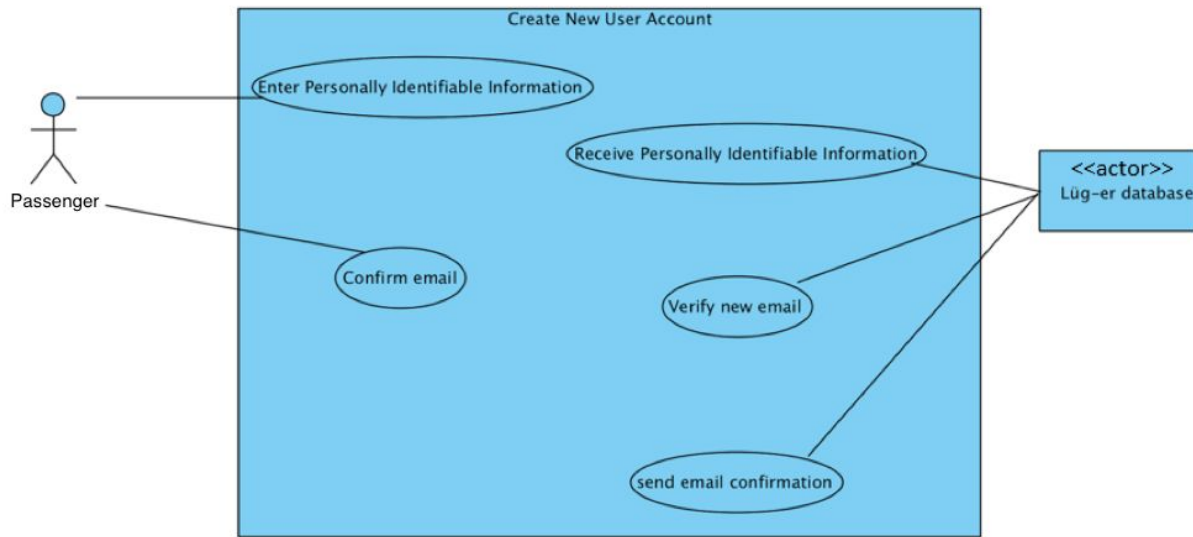 Create New User Account
Enter Personally Identifiable Information
Receive Personally Identifiable Information
<<actor>>
Lüg-er database
Passenger
Confirm email
Verify new email
send email confirmation